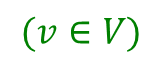 (v ∈ V)